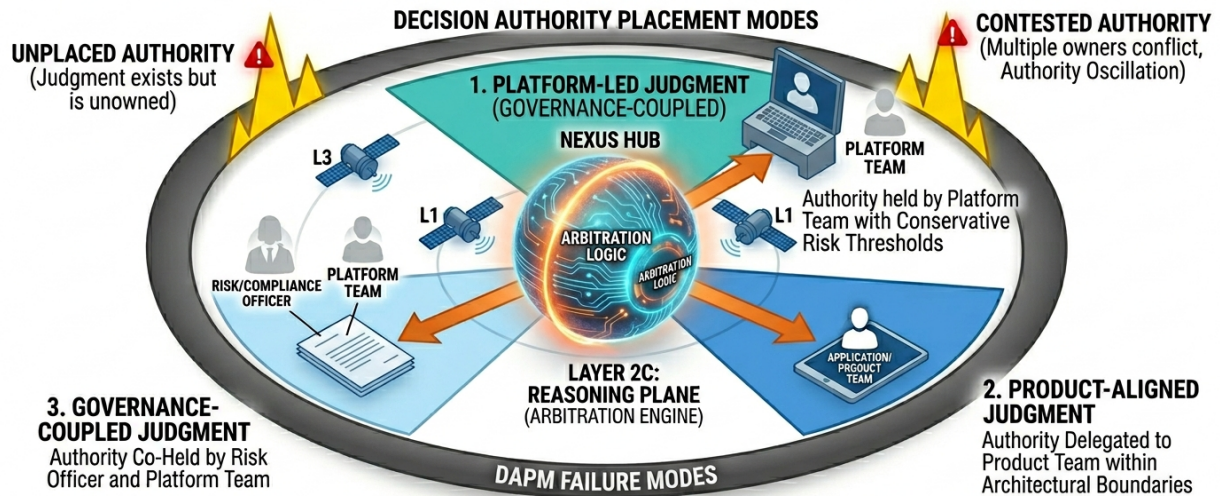 DECISION AUTHORITY PLACEMENT MODES
UNPLACED AUTHORITY
(Judgment exists but
is unowned)
CONTESTED AUTHORITY
(Multiple owners conflict,
Authority Oscillation)
1. PLATFORM-LED JUDGMENT
(GOVERNANCE-COUPLED)
NEXUS HUB
L3
L1
L1
PLATFORM
TEAM
Authority held by Platform
Team with Conservative
Risk Thresholds
ARBITRATION
LOGIC
ARBITRATION
LOGIC
RISK/COMPLIANCE
OFFICER
PLATFORM
TEAM
APPLICATION/
PRGOUCT
TEAM
LAYER 2C:
REASONING PLANE
(ARBITRATION ENGINE)
3. GOVERNANCE-
COUPLED JUDGMENT
Authority Co-Held by Risk
Officer and Platform Team
2. PRODUCT-ALIGNED
JUDGMENT
Authority Delegated to
Product Team within
Architectural Boundaries
DAPM FAILURE MODES